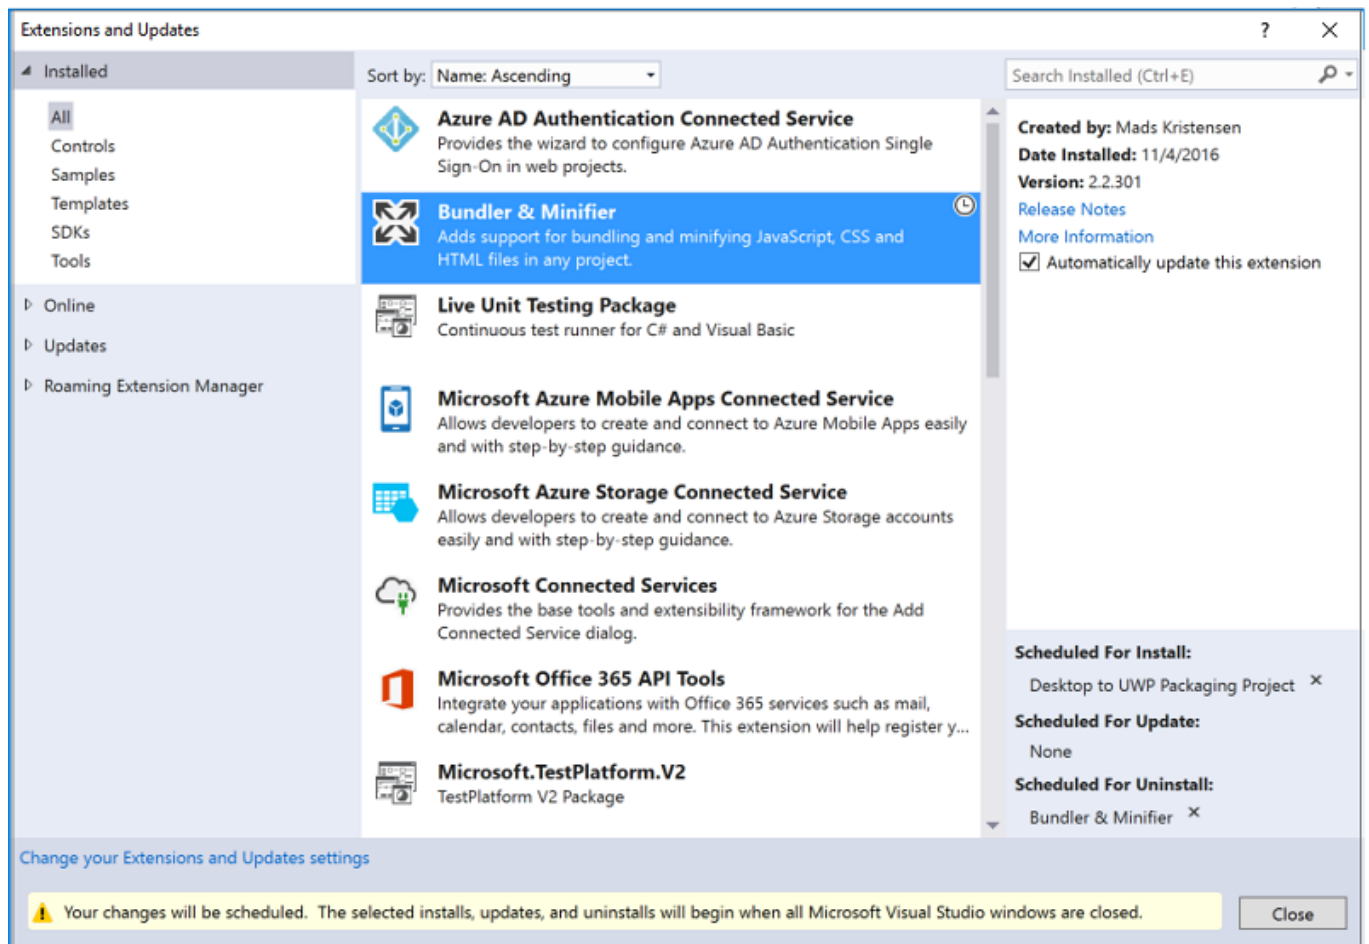 Extensions and Updates
?
Installed
All
Controls
Samples
Templates
SDKs
Tools
Online
Updates
Roaming Extension Manager
Sort by: Name: Ascending
Azure AD Authentication Connected Service
Provides the wizard to configure Azure AD Authentication Single
Sign-On in web projects.
Bundler & Minifier
Adds support for bundling and minifying JavaScript, CSS and
HTML files in any project.
Live Unit Testing Package
Continuous test runner for C# and Visual Basic
Microsoft Azure Mobile Apps Connected Service
Allows developers to create and connect to Azure Mobile Apps easily
and with step-by-step guidance.
Microsoft Azure Storage Connected Service
Allows developers to create and connect to Azure Storage accounts
easily and with step-by-step guidance.
Microsoft Connected Services
Provides the base tools and extensibility framework for the Add
Connected Service dialog.
Microsoft Office 365 API Tools
Integrate your applications with Office 365 services such as mail,
calendar, contacts, files and more. This extension will help register y...
Microsoft.TestPlatform.V2
TestPlatform V2 Package
Search Installed (Ctrl+E)
Created by: Mads Kristensen
Date Installed: 11/4/2016
Version: 2.2.301
Release Notes
More Information
Automatically update this extension
Scheduled For Install:
Desktop to UWP Packaging Project
Scheduled For Update:
None
Scheduled For Uninstall:
Bundler & Minifier
Change your Extensions and Updates settings
Your changes will be scheduled. The selected installs, updates, and uninstalls will begin when all Microsoft Visual Studio windows are closed.
Close